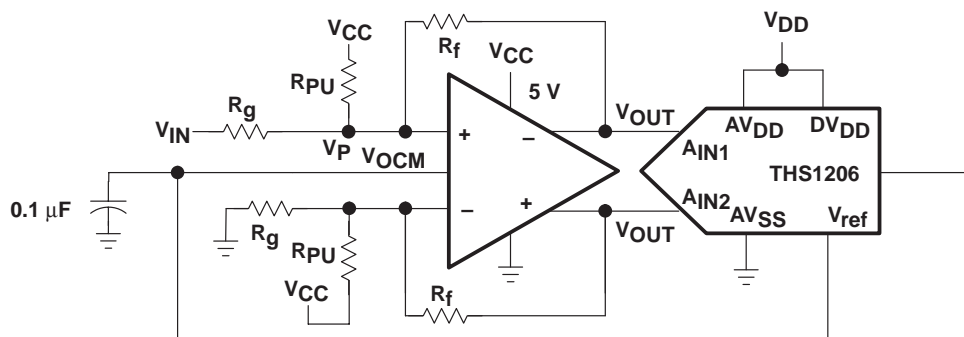 VCC
Rf
VDD
RPU
VCC
5 V
Rg
VOUT
AVDD
DVDD
VIN
+
−
VP
VOCM
AIN1
THS1206
0.1 μF
−
+
AIN2
AVSS
Vref
Rg
RPU
VOUT
VCC
Rf